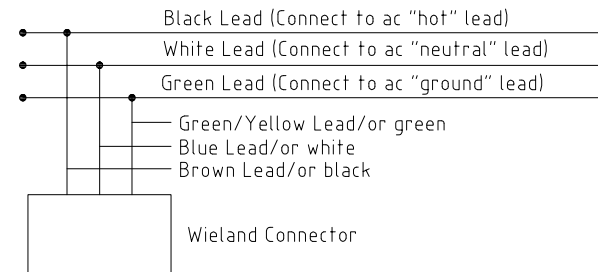 Black Lead (Connect to ac "hot" lead)
White Lead (Connect to ac "neutral" lead)
Green Lead (Connect to ac "ground" lead)
Green/Yellow Lead/or green
Blue Lead/or white
Brown Lead/or black
Wieland Connector